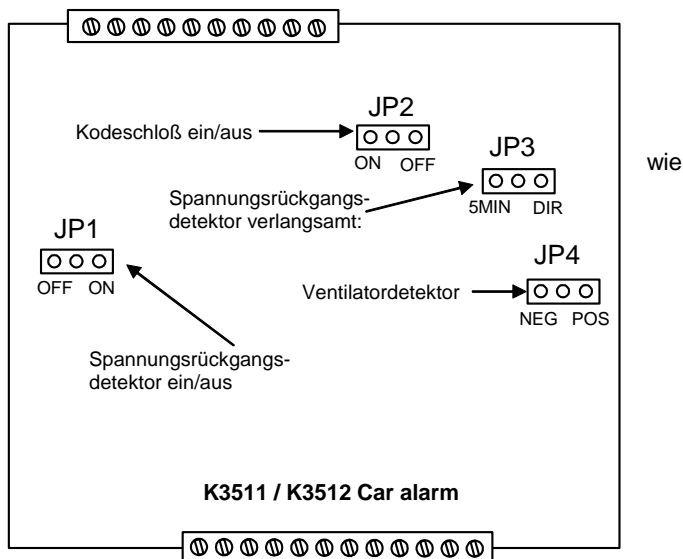 JP2
Kodeschloß ein/aus
ON OFF
JP3
wie
Spannungsrückgangs-
detektor verlangsamt:
5MIN DIR
JP1
OFF ON
JP4
Ventilatordetektor
NEG POS
Spannungsrückgangs-
detektor ein/aus
K3511 / K3512 Car alarm